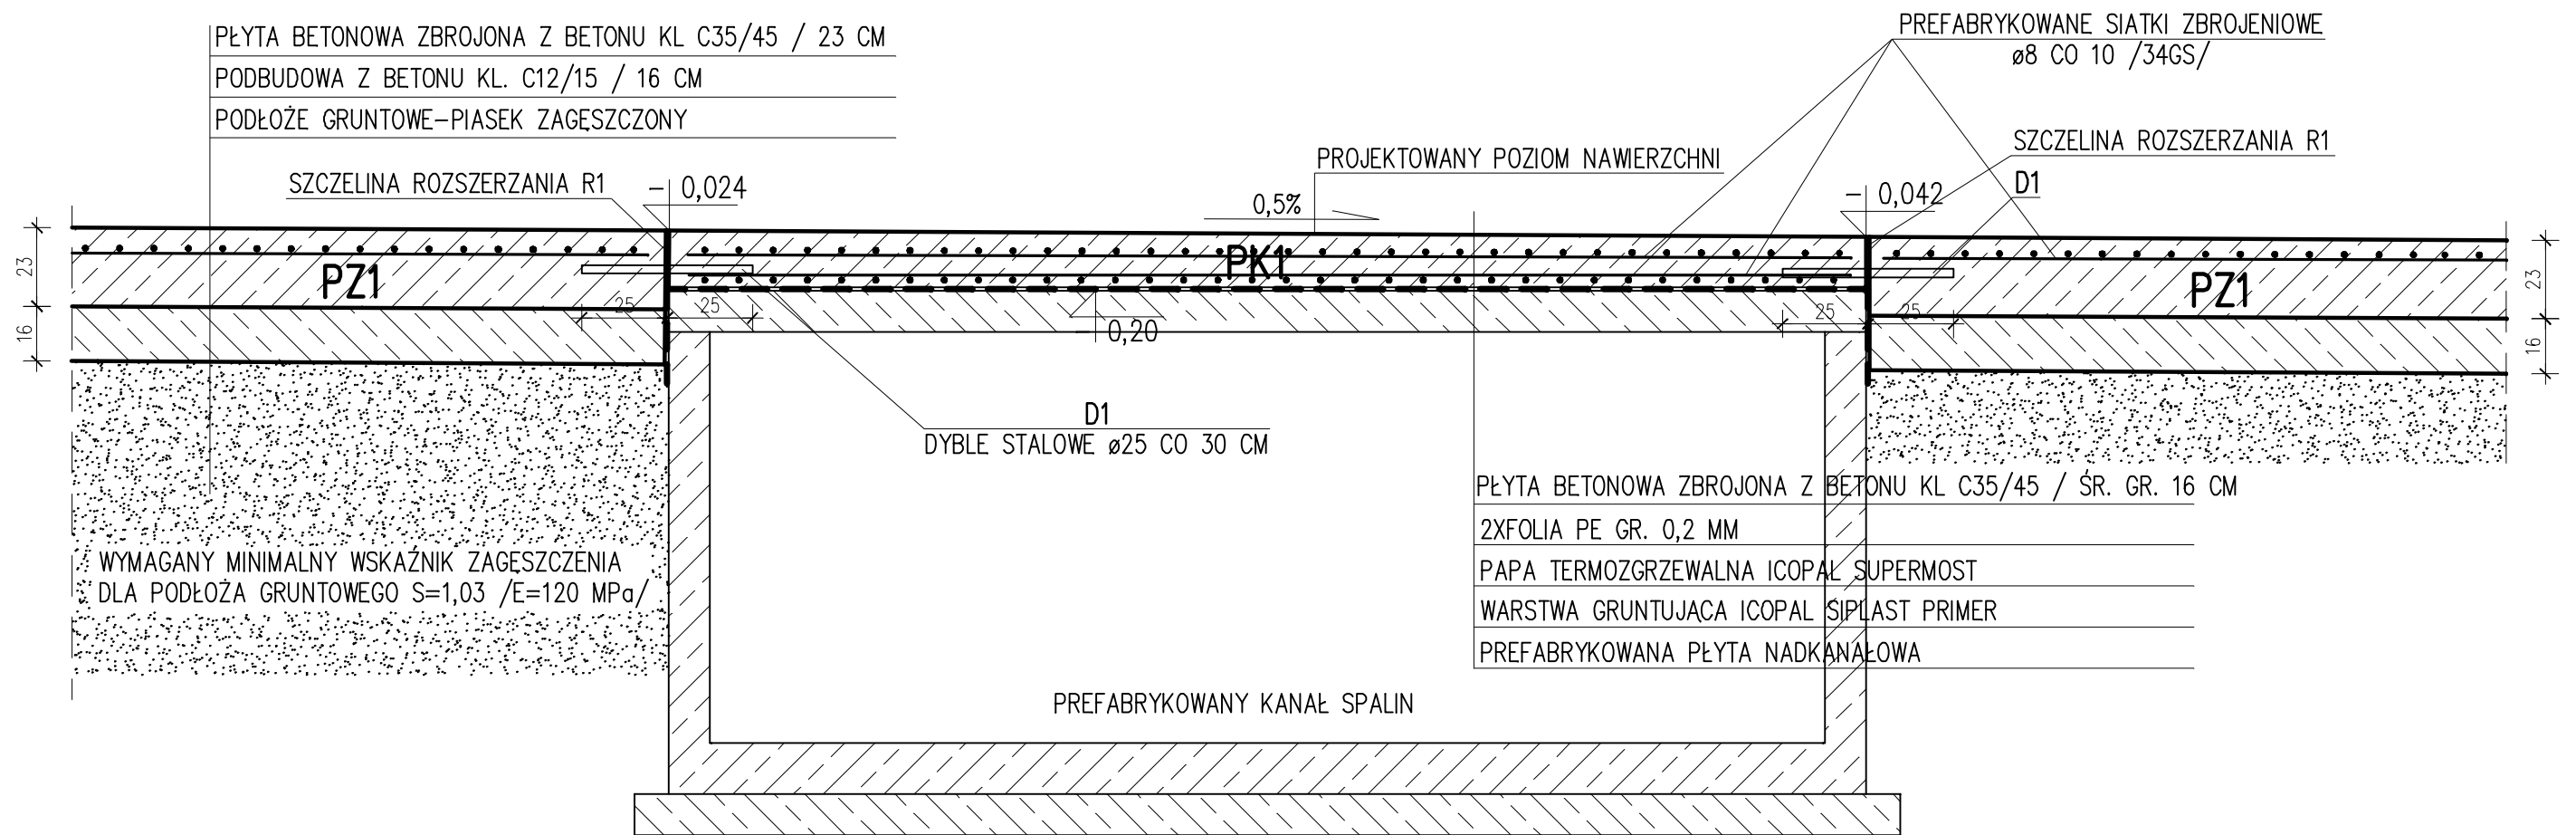 PŁYTA BETONOWA ZBROJONA Z BETONU KL C35/45 / 23 CM
PODBUDOWA Z BETONU KL. C12/15 / 16 CM
PODŁOŻE GRUNTOWE-PIASEK ZAGĘSZCZONY
PREFABRYKOWANE SIATKI ZBROJENIOWE
ø8 CO 10 /34GS/
SZCZELINA ROZSZERZANIA R1
D1
PROJEKTOWANY POZIOM NAWIERZCHNI
SZCZELINA ROZSZERZANIA R1
- 0,024
0,5%
- 0,042
23
16
PZ1
PK1
PZ1
23
16
25
25
- 0,20
25
25
D1
DYBLE STALOWE ø25 CO 30 CM
PŁYTA BETONOWA ZBROJONA Z BETONU KL C35/45 / ŚR. GR. 16 CM
2XFOLIA PE GR. 0,2 MM
PAPA TERMOZGRZEWALNA ICOPAL SUPERMOST
WARSTWA GRUNTUJĄCA ICOPAL SIPLAST PRIMER
PREFABRYKOWANA PŁYTA NADKANAŁOWA
WYMAGANY MINIMALNY WSKAŹNIK ZAGĘSZCZENIA
DLA PODŁOŻA GRUNTOWEGO S=1,03 /E=120 MPa/
PREFABRYKOWANY KANAŁ SPALIN